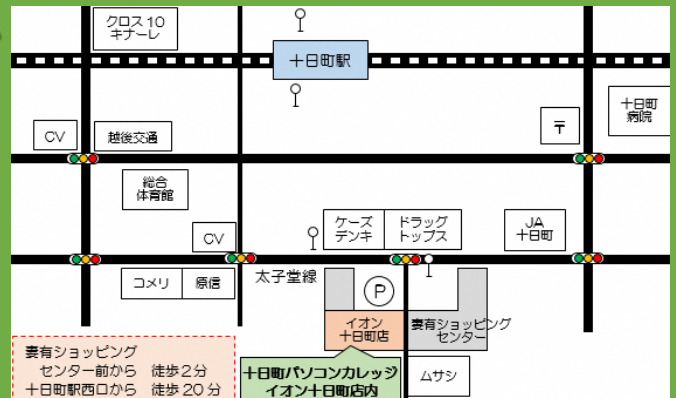 クロス10
キナーレ
十日町駅
十日町
病院
〒
CV
越後交通
総合
体育館
CV
ケーズ
デンキ
ドラッグ
トップス
JA
十日町
コメリ
原信
太子堂線
P
イオン
十日町店
妻有ショッピング
センター
ムサシ
妻有ショッピング
センター前から 徒歩2分
十日町駅西口から 徒歩20分
十日町パソコンカレッジ
イオン十日町店内